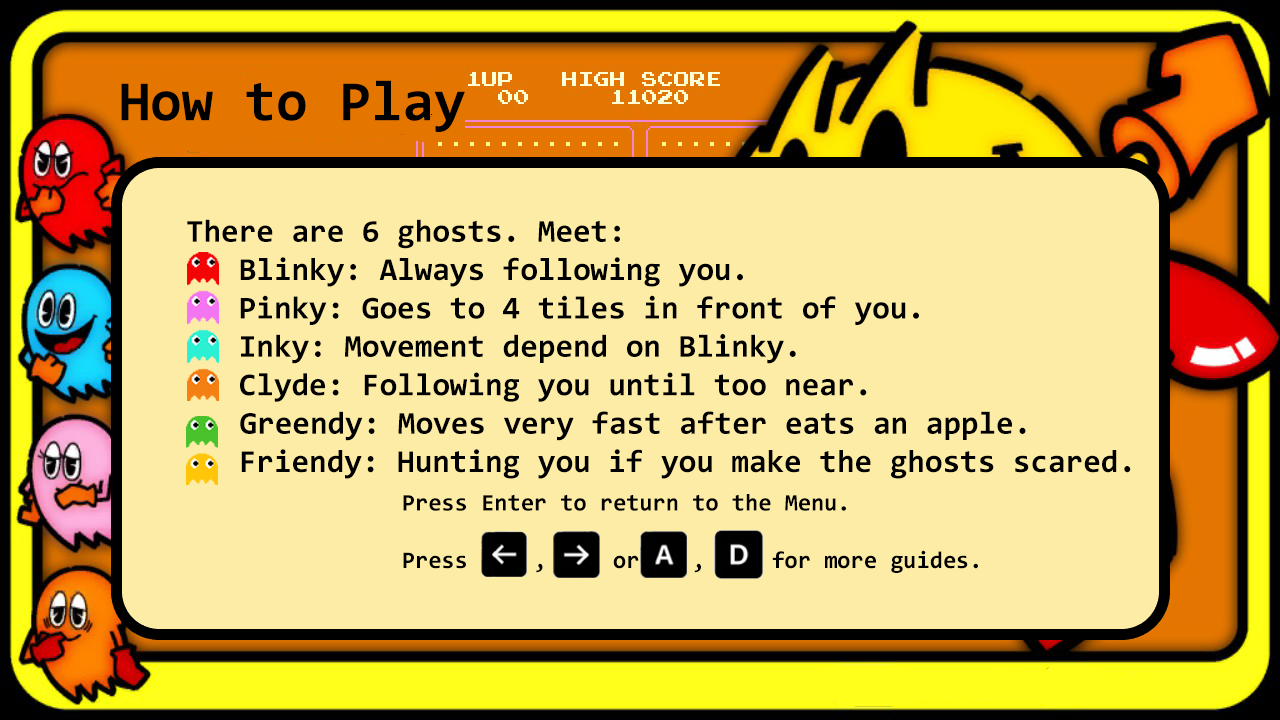 How to Play
1UP HIGH SCORE
00 11020
There are 6 ghosts. Meet:
Blinky: Always following you.
Pinky: Goes to 4 tiles in front of you.
Inky: Movement depend on Blinky.
Clyde: Following you until too near.
Greendy: Moves very fast after eats an apple.
Friendy: Hunting you if you make the ghosts scared.
Press Enter to return to the Menu.
Press ← , → or A , D for more guides.